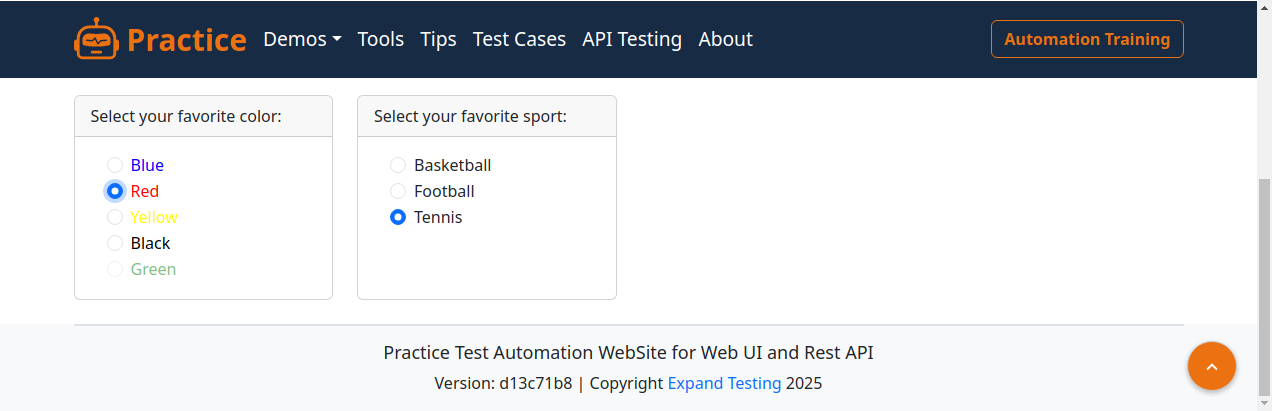 Practice Demos Tools Tips Test Cases API Testing About Automation Training
Select your favorite color:
Blue
Red
Yellow
Black
Green
Select your favorite sport:
Basketball
Football
Tennis
Practice Test Automation WebSite for Web UI and Rest API
Version: d13c71b8 | Copyright Expand Testing 2025